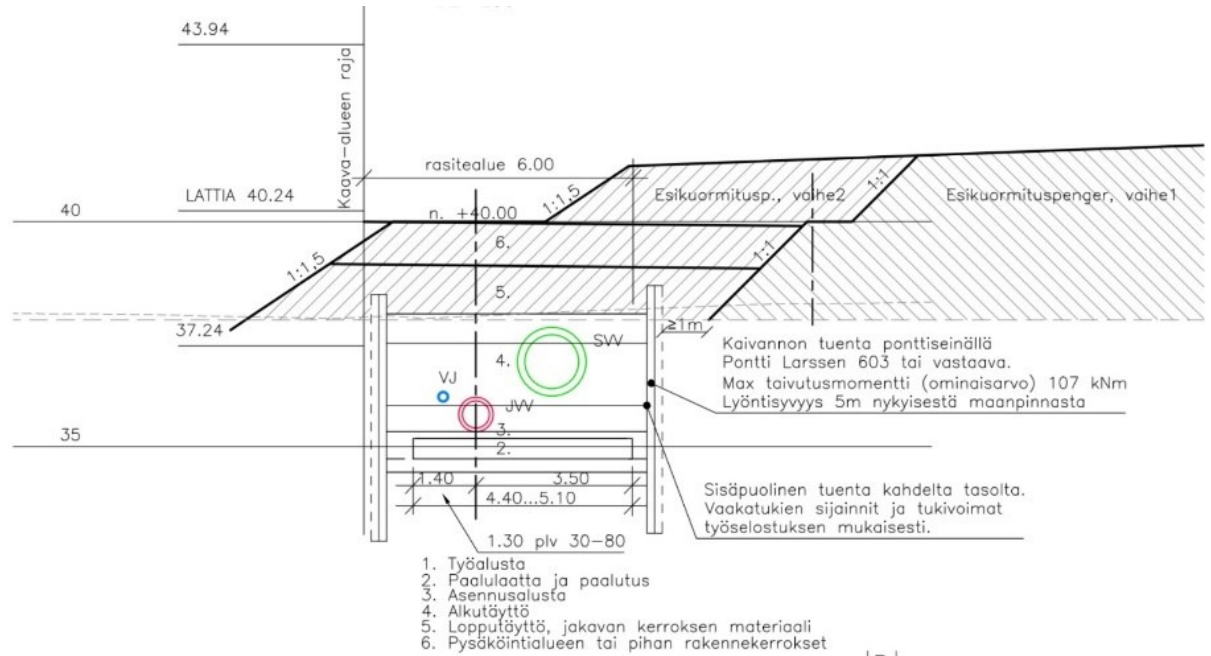 43.94
Kaava-alueen raja
rasitealue 6.00
LATTIA 40.24
40
n. +40.00
1:1,5
Esikuormitusp., vaihe2
1:1
Esikuormituspenger, vaihe1
6.
1:1,5
1:1
5.
37.24
≥1m
SVV
4.
VJ
JVV
3.
35
2.
Kaivannon tuenta ponttiseinällä
Pontti Larssen 603 tai vastaava.
Max taivutusmomentti (ominaisarvo) 107 kNm
Lyöntisyvyys 5m nykyisestä maanpinnasta
1.40
3.50
4.40...5.10
Sisäpuolinen tuenta kahdelta tasolta.
Vaakatukien sijainnit ja tukivoimat
työselostuksen mukaisesti.
1.30 plv 30-80
1. Työalusta
2. Paalulaatta ja paalutus
3. Asennusalusta
4. Alkutäyttö
5. Lopputäyttö, jakavan kerroksen materiaali
6. Pysäköintialueen tai pihan rakennekerrokset